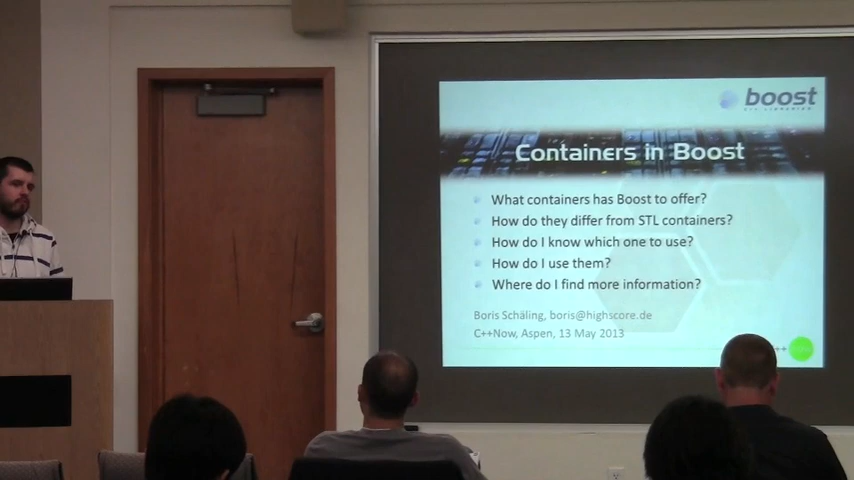 boost
C++ LIBRARIES
Containers in Boost
What containers has Boost to offer?
How do they differ from STL containers?
How do I know which one to use?
How do I use them?
Where do I find more information?
Boris Schäling, boris@highscore.de
C++Now, Aspen, 13 May 2013
++